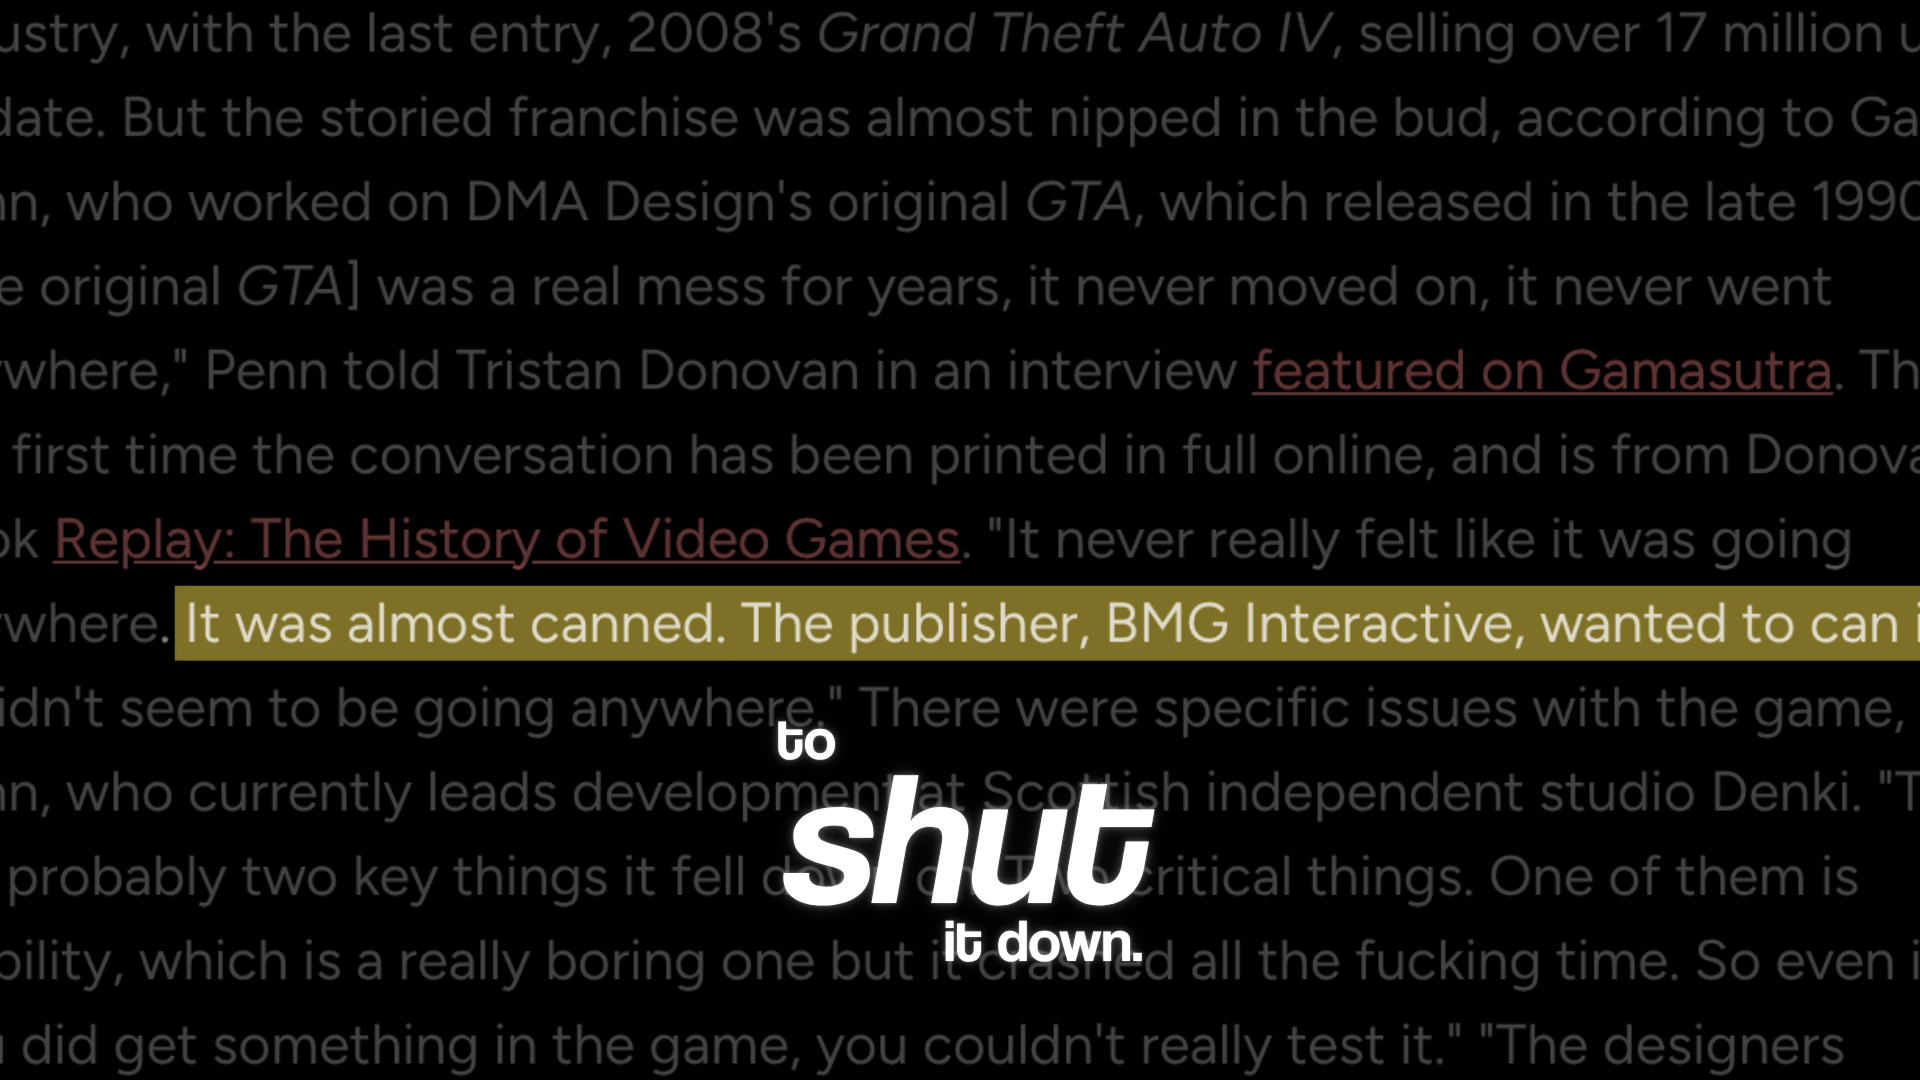 ustry, with the last entry, 2008's Grand Theft Auto IV, selling over 17 million u
date. But the storied franchise was almost nipped in the bud, according to Ga
nn, who worked on DMA Design's original GTA, which released in the late 1990
e original GTA] was a real mess for years, it never moved on, it never went
ywhere," Penn told Tristan Donovan in an interview featured on Gamasutra. Th
first time the conversation has been printed in full online, and is from Donova
ok Replay: The History of Video Games. "It never really felt like it was going
ywhere. It was almost canned. The publisher, BMG Interactive, wanted to can i
idn't seem to be going anywhere." There were specific issues with the game,
nn, who currently leads development at Scottish independent studio Denki. "T
probably two key things it fell down on. Two critical things. One of them is
bility, which is a really boring one but it crashed all the fucking time. So even i
u did get something in the game, you couldn't really test it." "The designers
to
shut
it down.